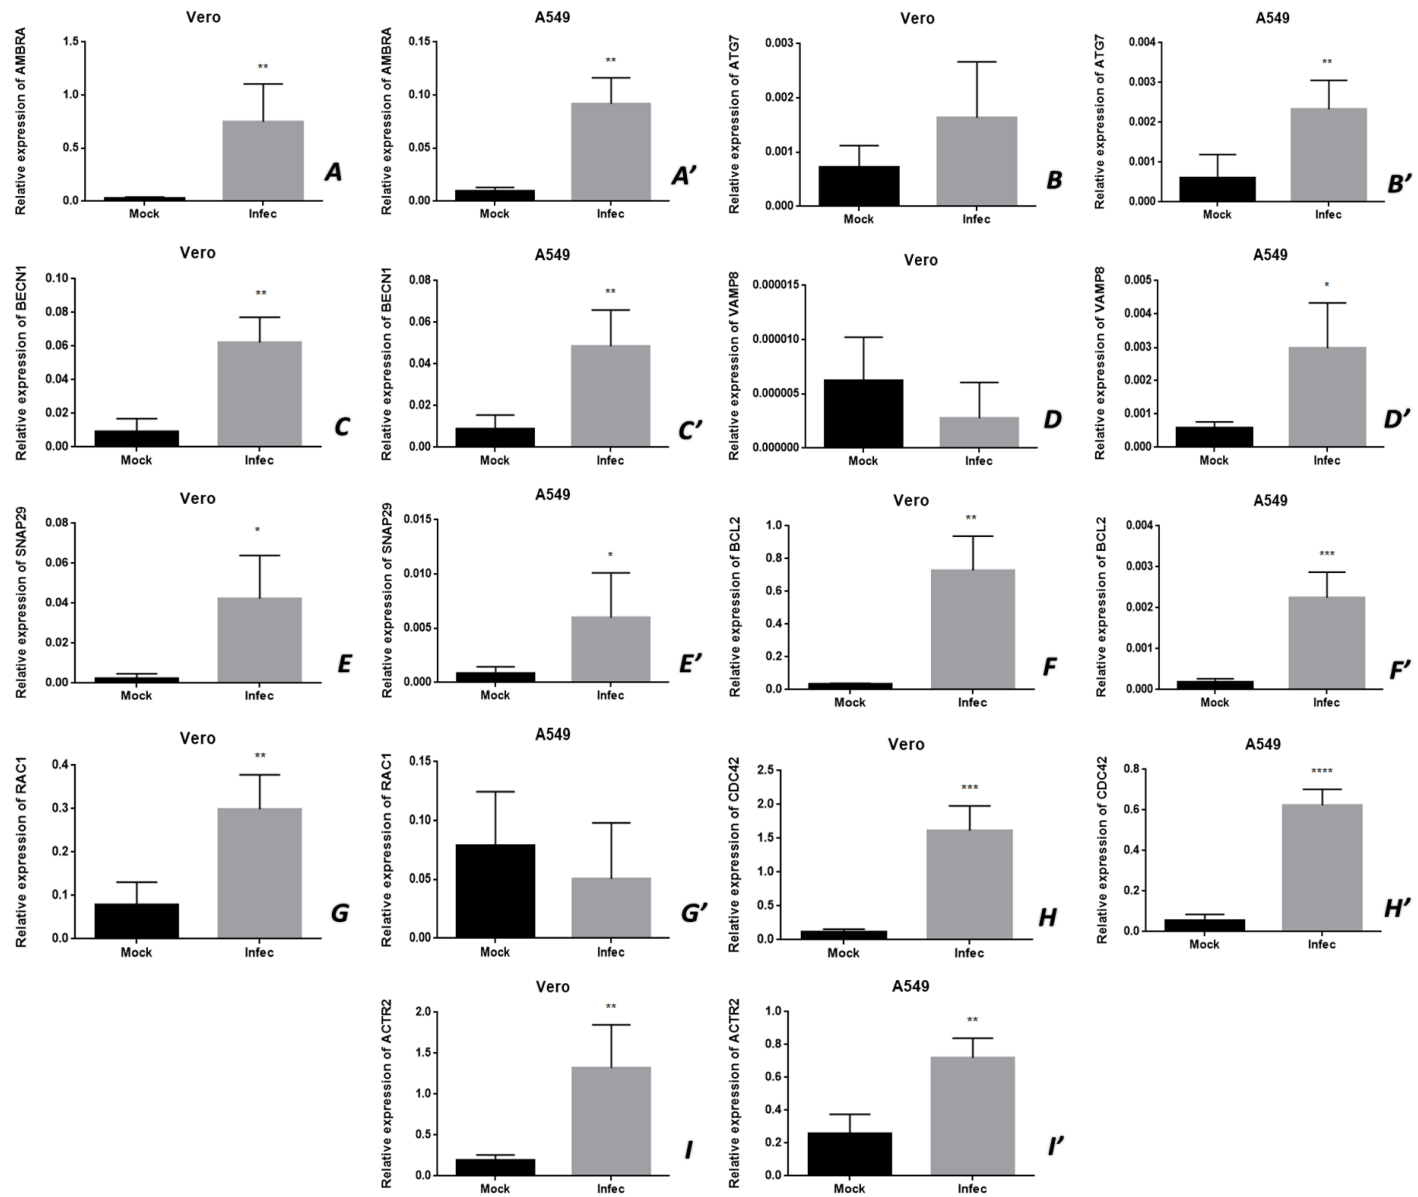 Vero
Relative expression of AMBRA
1.5
1.0
0.5
0.0
**
Mock
Infec
A
A549
Relative expression of AMBRA
0.15
0.10
0.05
0.00
**
Mock
Infec
A’
Vero
Relative expression of ATG7
0.003
0.002
0.001
0.000
Mock
Infec
B
A549
Relative expression of ATG7
0.004
0.003
0.002
0.001
0.000
**
Mock
Infec
B’
Vero
Relative expression of BECN1
0.10
0.08
0.06
0.04
0.02
0.00
**
Mock
Infec
C
A549
Relative expression of BECN1
0.08
0.06
0.04
0.02
0.00
**
Mock
Infec
C’
Vero
Relative expression of VAMP8
0.000015
0.000010
0.000005
0.000000
Mock
Infec
D
A549
Relative expression of VAMP8
0.005
0.004
0.003
0.002
0.001
0.000
*
Mock
Infec
D’
Vero
Relative expression of SNAP29
0.08
0.06
0.04
0.02
0.00
*
Mock
Infec
E
A549
Relative expression of SNAP29
0.015
0.010
0.005
0.000
*
Mock
Infec
E’
Vero
Relative expression of BCL2
1.0
0.8
0.6
0.4
0.2
0.0
**
Mock
Infec
F
A549
Relative expression of BCL2
0.004
0.003
0.002
0.001
0.000
***
Mock
Infec
F’
Vero
Relative expression of RAC1
0.4
0.3
0.2
0.1
0.0
**
Mock
Infec
G
A549
Relative expression of RAC1
0.15
0.10
0.05
0.00
Mock
Infec
G’
Vero
Relative expression of CDC42
2.5
2.0
1.5
1.0
0.5
0.0
***
Mock
Infec
H
A549
Relative expression of CDC42
0.8
0.6
0.4
0.2
0.0
****
Mock
Infec
H’
Vero
Relative expression of ACTR2
2.0
1.5
1.0
0.5
0.0
**
Mock
Infec
I
A549
Relative expression of ACTR2
1.0
0.8
0.6
0.4
0.2
0.0
**
Mock
Infec
I’